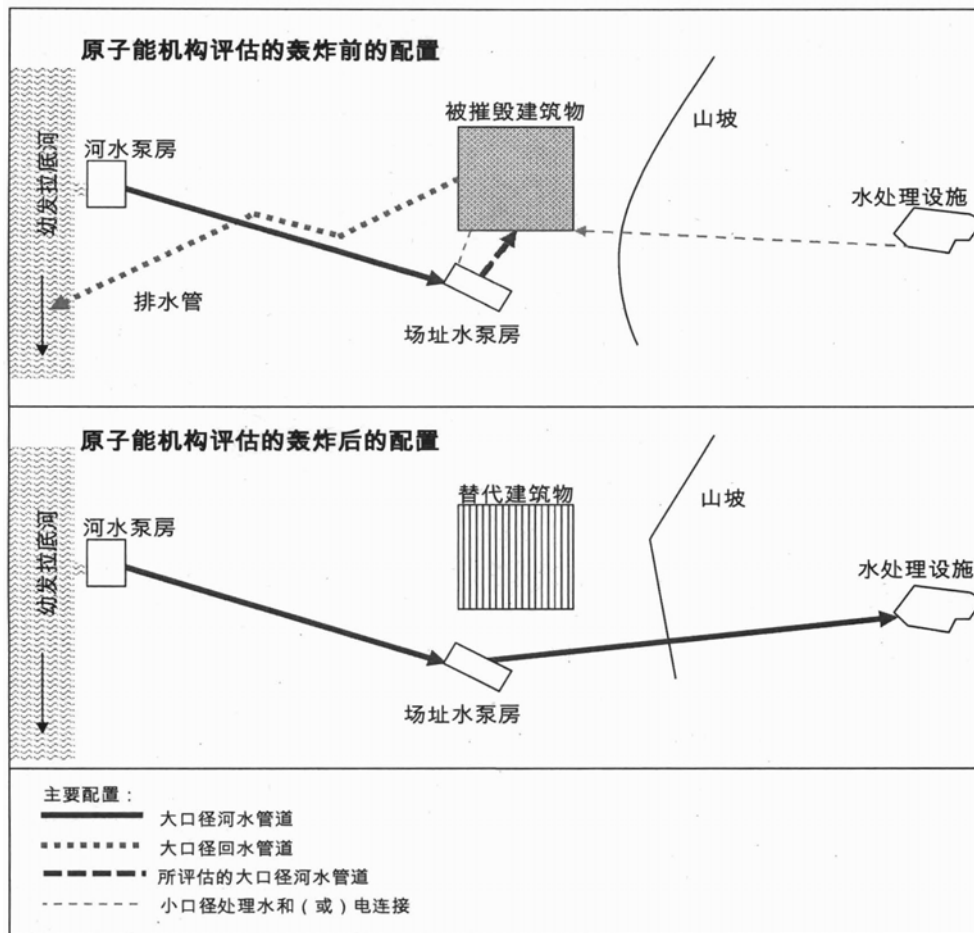 原子能机构评估的轰炸前的配置
被摧毁建筑物
山坡
河水泵房
幼发拉底河
水处理设施
排水管
场址水泵房
原子能机构评估的轰炸后的配置
替代建筑物
山坡
河水泵房
幼发拉底河
水处理设施
场址水泵房
主要配置：
大口径河水管道
大口径回水管道
所评估的大口径河水管道
小口径处理水和（或）电连接